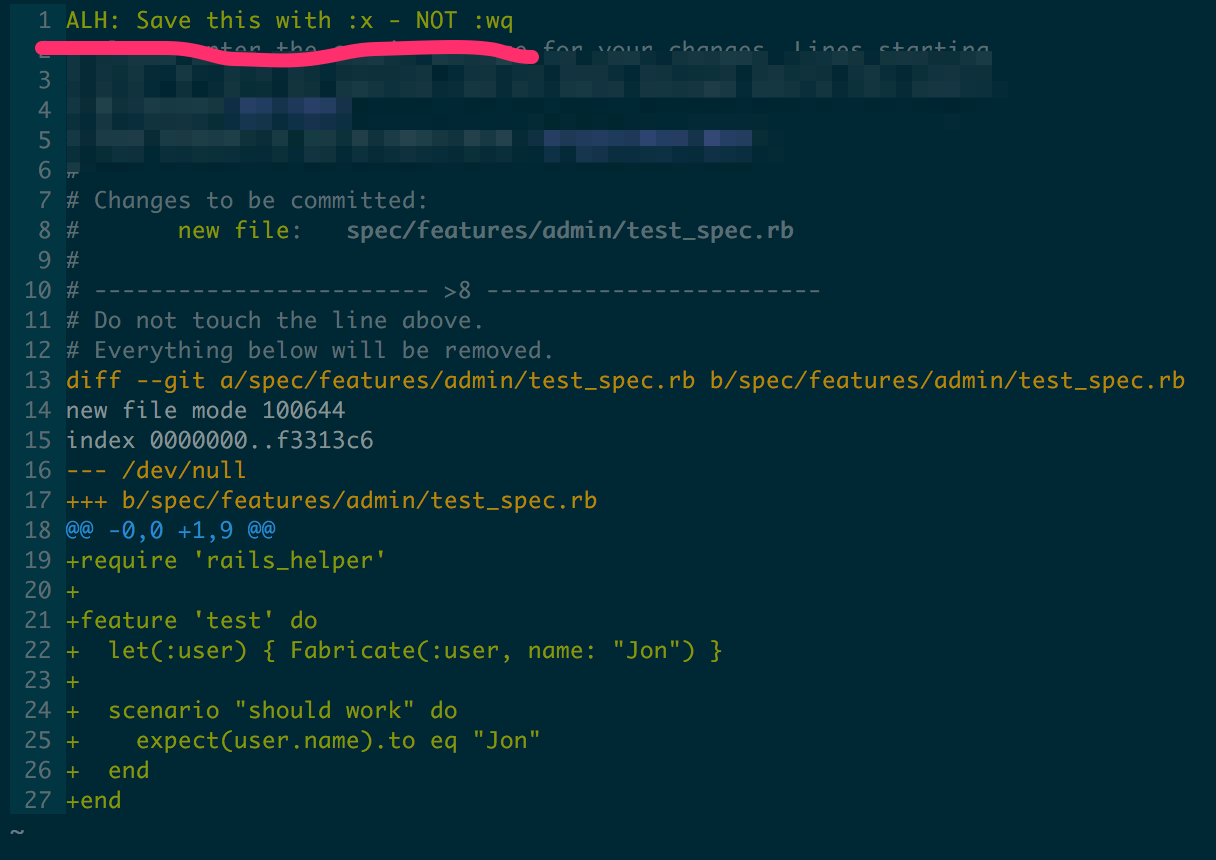 1 ALH: Save this with :x - NOT :wq
2 the for your changes. Lines starting
3
4
5
6 #
7 # Changes to be committed:
8 # new file: spec/features/admin/test_spec.rb
9 #
10 # ------------------------ >8 ------------------------
11 # Do not touch the line above.
12 # Everything below will be removed.
13 diff --git a/spec/features/admin/test_spec.rb b/spec/features/admin/test_spec.rb
14 new file mode 100644
15 index 0000000..f3313c6
16 --- /dev/null
17 +++ b/spec/features/admin/test_spec.rb
18 @@ -0,0 +1,9 @@
19 +require 'rails_helper'
20 +
21 +feature 'test' do
22 +  let(:user) { Fabricate(:user, name: "Jon") }
23 +
24 +  scenario "should work" do
25 +    expect(user.name).to eq "Jon"
26 +  end
27 +end
~